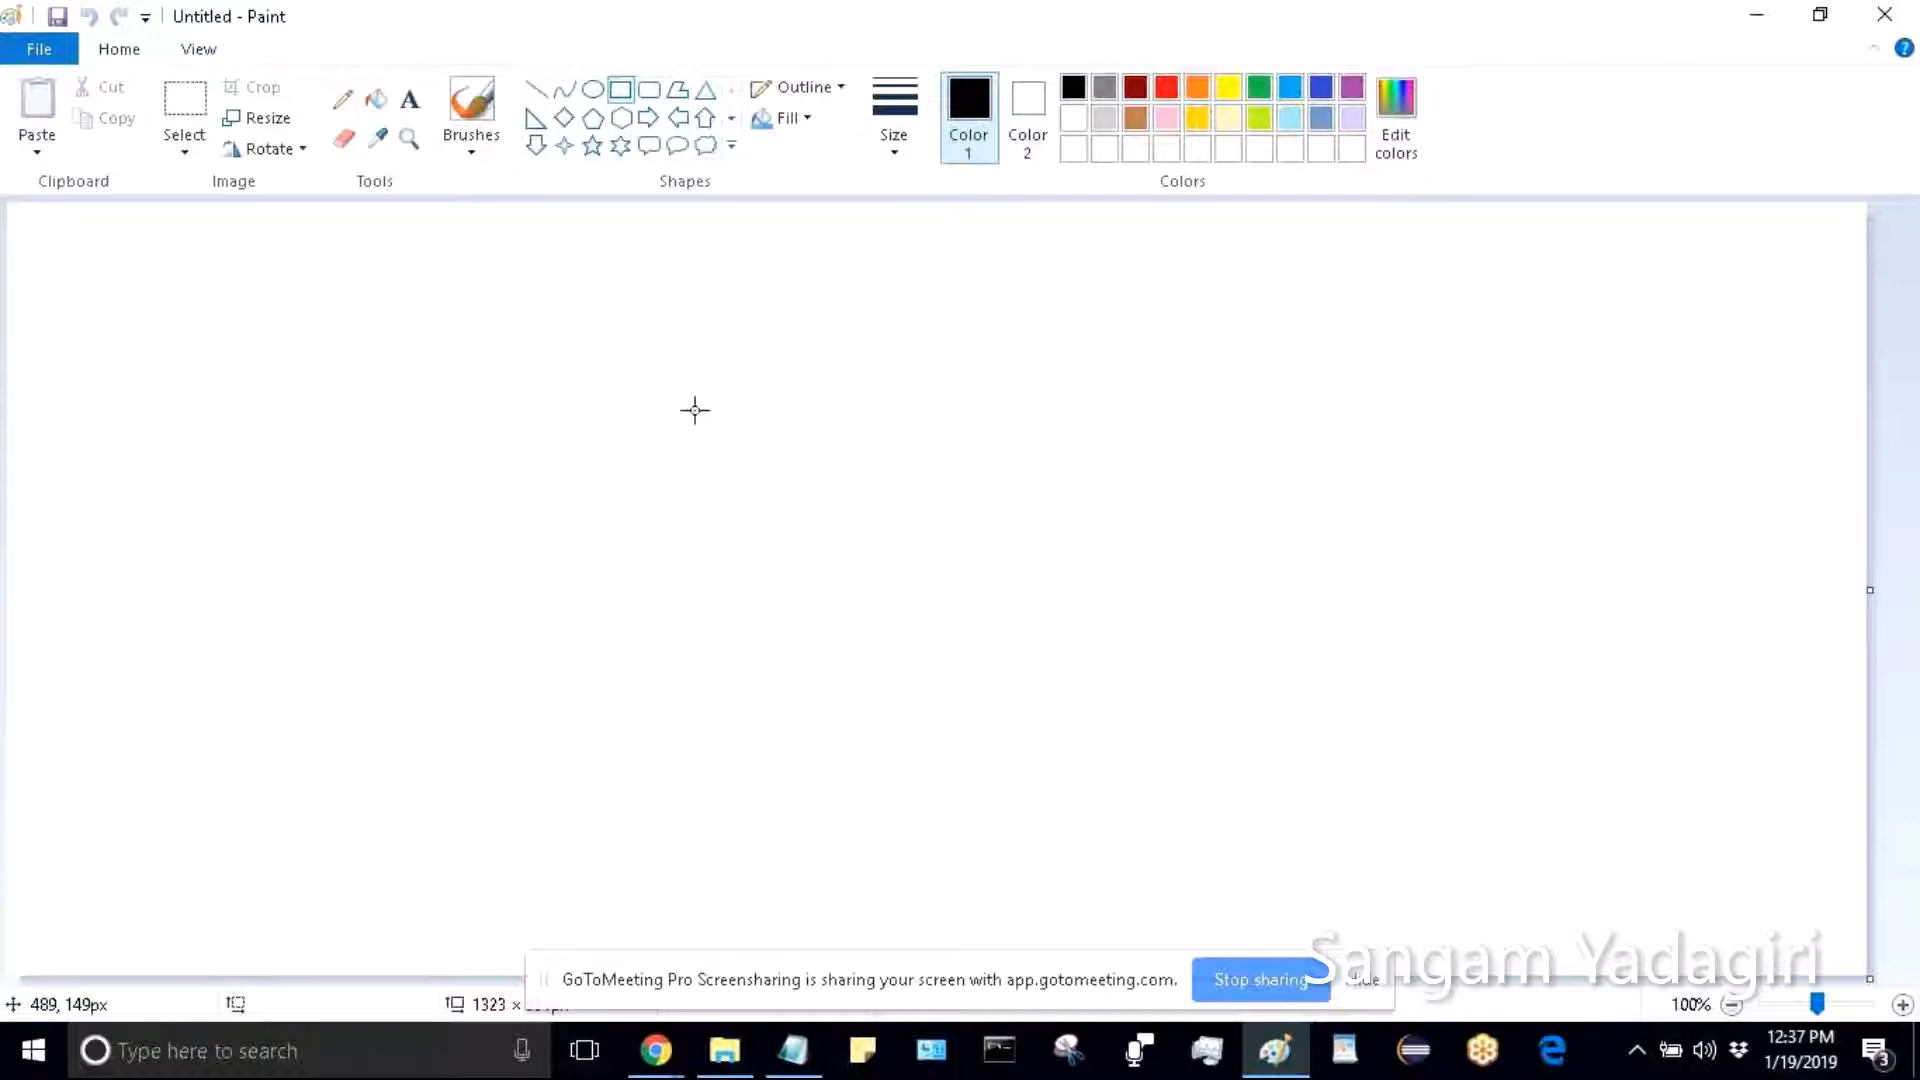 Untitled - Paint
File Home View
Paste
Cut
Copy
Clipboard
Select
Crop
Resize
Rotate
Image
Tools
Brushes
Shapes
Outline
Fill
Size
Color 1
Color 2
Edit colors
Colors
GoToMeeting Pro Screensharing is sharing your screen with app.gotomeeting.com.
Stop sharing
Sangam Yadagiri
489, 149px
1323 ×
100%
Type here to search
12:37 PM
1/19/2019
3